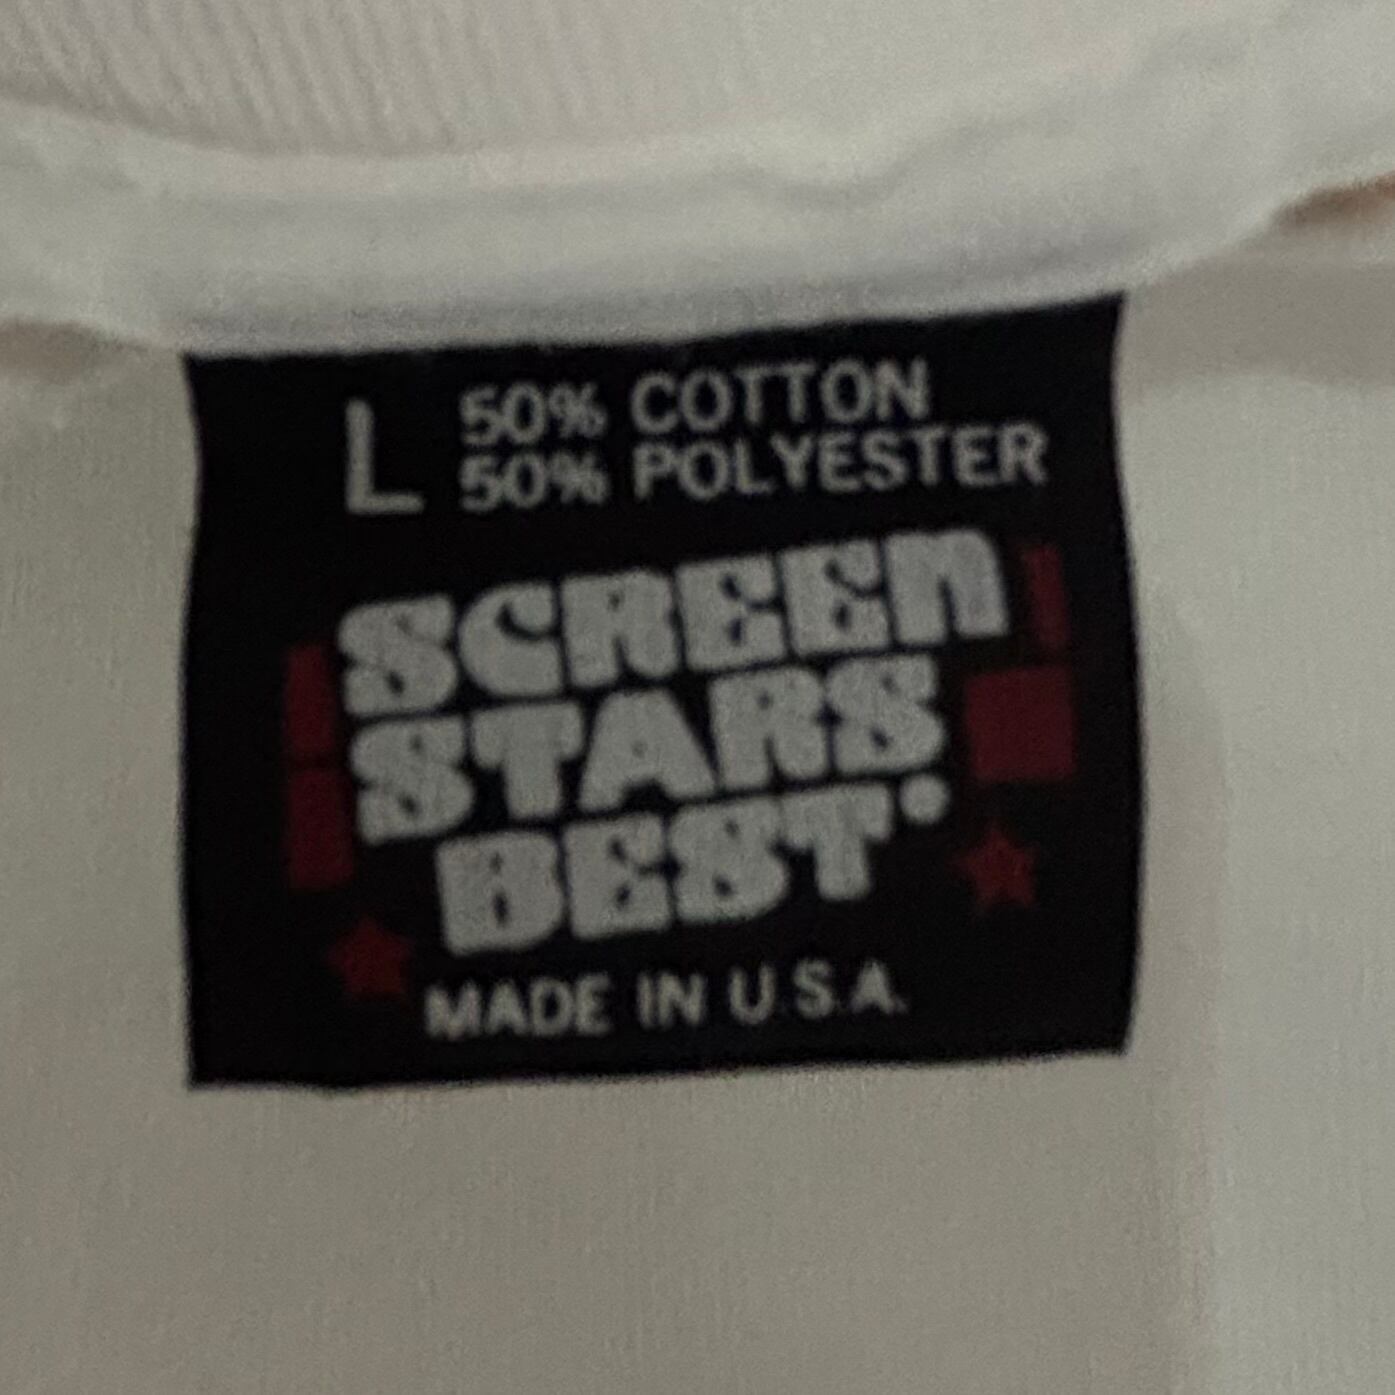 L 50% COTTON
50% POLYESTER
SCREEN
STARS
BEST
MADE IN U.S.A.